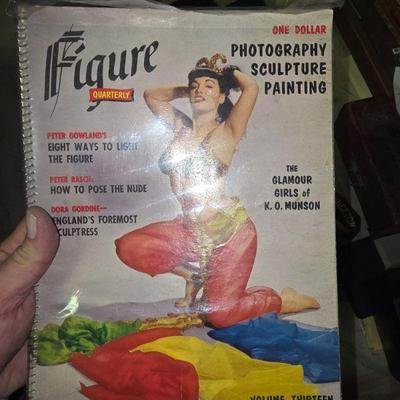 Figure
QUARTERLY
ONE DOLLAR
PHOTOGRAPHY
SCULPTURE
PAINTING
PETER GOWLAND'S
EIGHT WAYS TO LIGHT
THE FIGURE
PETER BASCH:
HOW TO POSE THE NUDE
DORA GORDINE—
ENGLAND'S FOREMOST
SCULPTRESS
THE
GLAMOUR
GIRLS of
K. O. MUNSON
VOLUME THIRTEEN